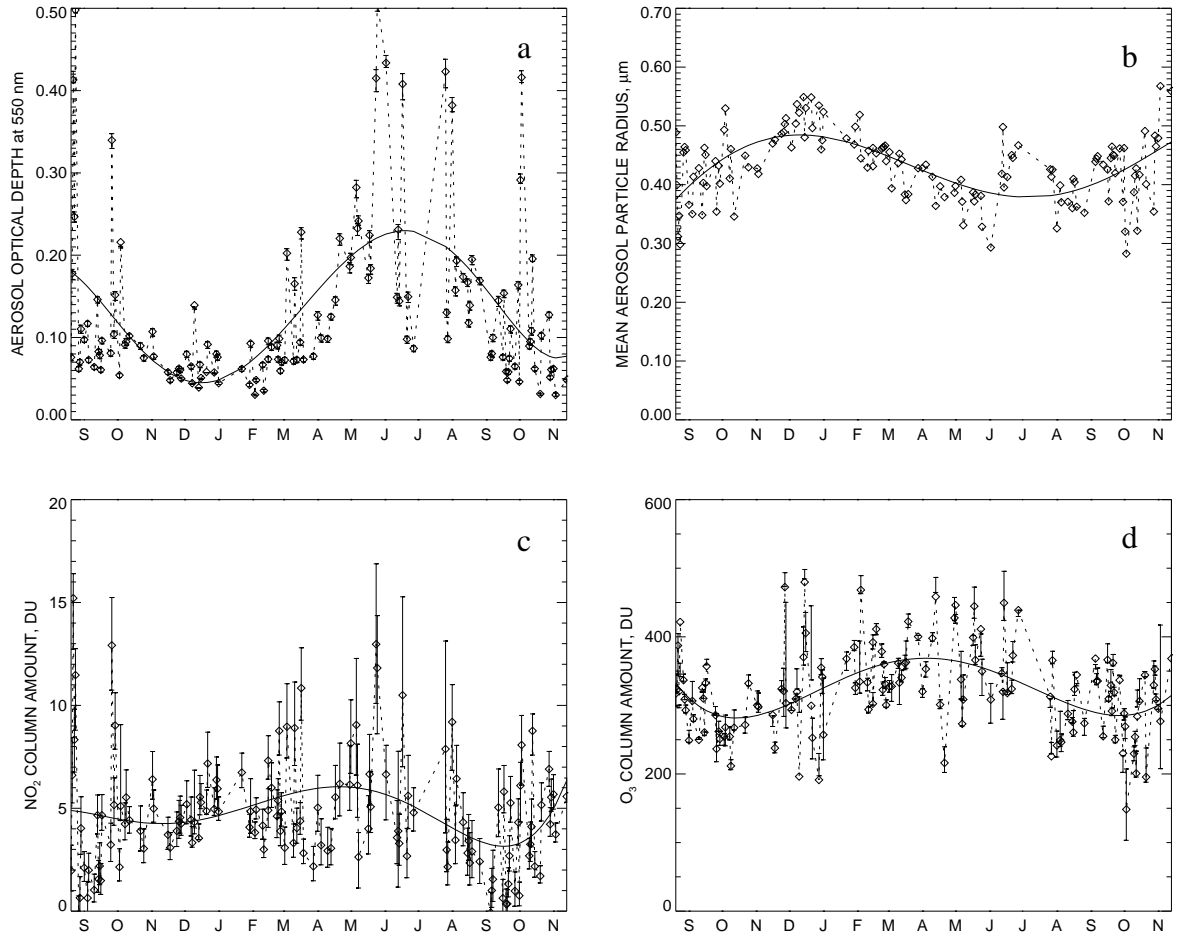 0.50
0.40
0.30
0.20
0.10
0.00
AEROSOL OPTICAL DEPTH at 550 nm
a
S O N D J F M A M J J A S O N
0.70
0.60
0.50
0.40
0.30
0.20
0.10
0.00
MEAN AEROSOL PARTICLE RADIUS, μm
b
S O N D J F M A M J J A S O N
20
15
10
5
0
NO₂ COLUMN AMOUNT, DU
c
S O N D J F M A M J J A S O N
600
400
200
0
O₃ COLUMN AMOUNT, DU
d
S O N D J F M A M J J A S O N